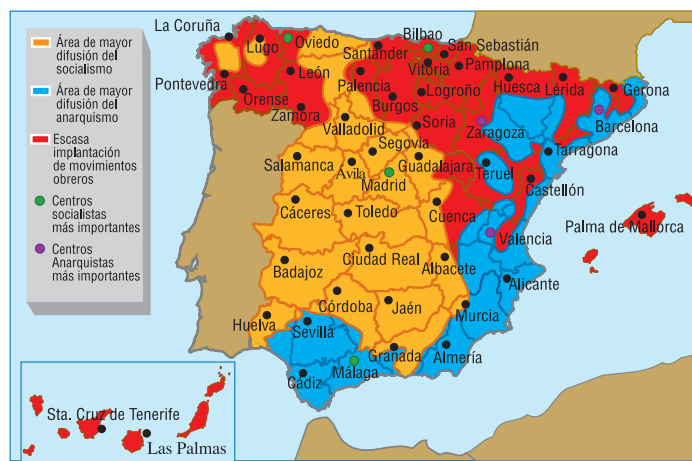 Área de mayor
difusión del
socialismo
Área de mayor
difusión del
anarquismo
Escasa
implantación
de movimientos
obreros
Centros
socialistas
más importantes
Centros
Anarquistas
más importantes
La Coruña
Lugo
Oviedo
Santander
Bilbao
San Sebastián
Pontevedra
León
Palencia
Vitoria
Pamplona
Orense
Burgos
Logroño
Huesca
Lérida
Gerona
Zamora
Valladolid
Soria
Zaragoza
Barcelona
Segovia
Tarragona
Salamanca
Ávila
Guadalajara
Teruel
Madrid
Castellón
Cáceres
Toledo
Cuenca
Palma de Mallorca
Valencia
Badajoz
Ciudad Real
Albacete
Alicante
Córdoba
Jaén
Murcia
Huelva
Sevilla
Granada
Almería
Málaga
Cádiz
Sta. Cruz de Tenerife
Las Palmas